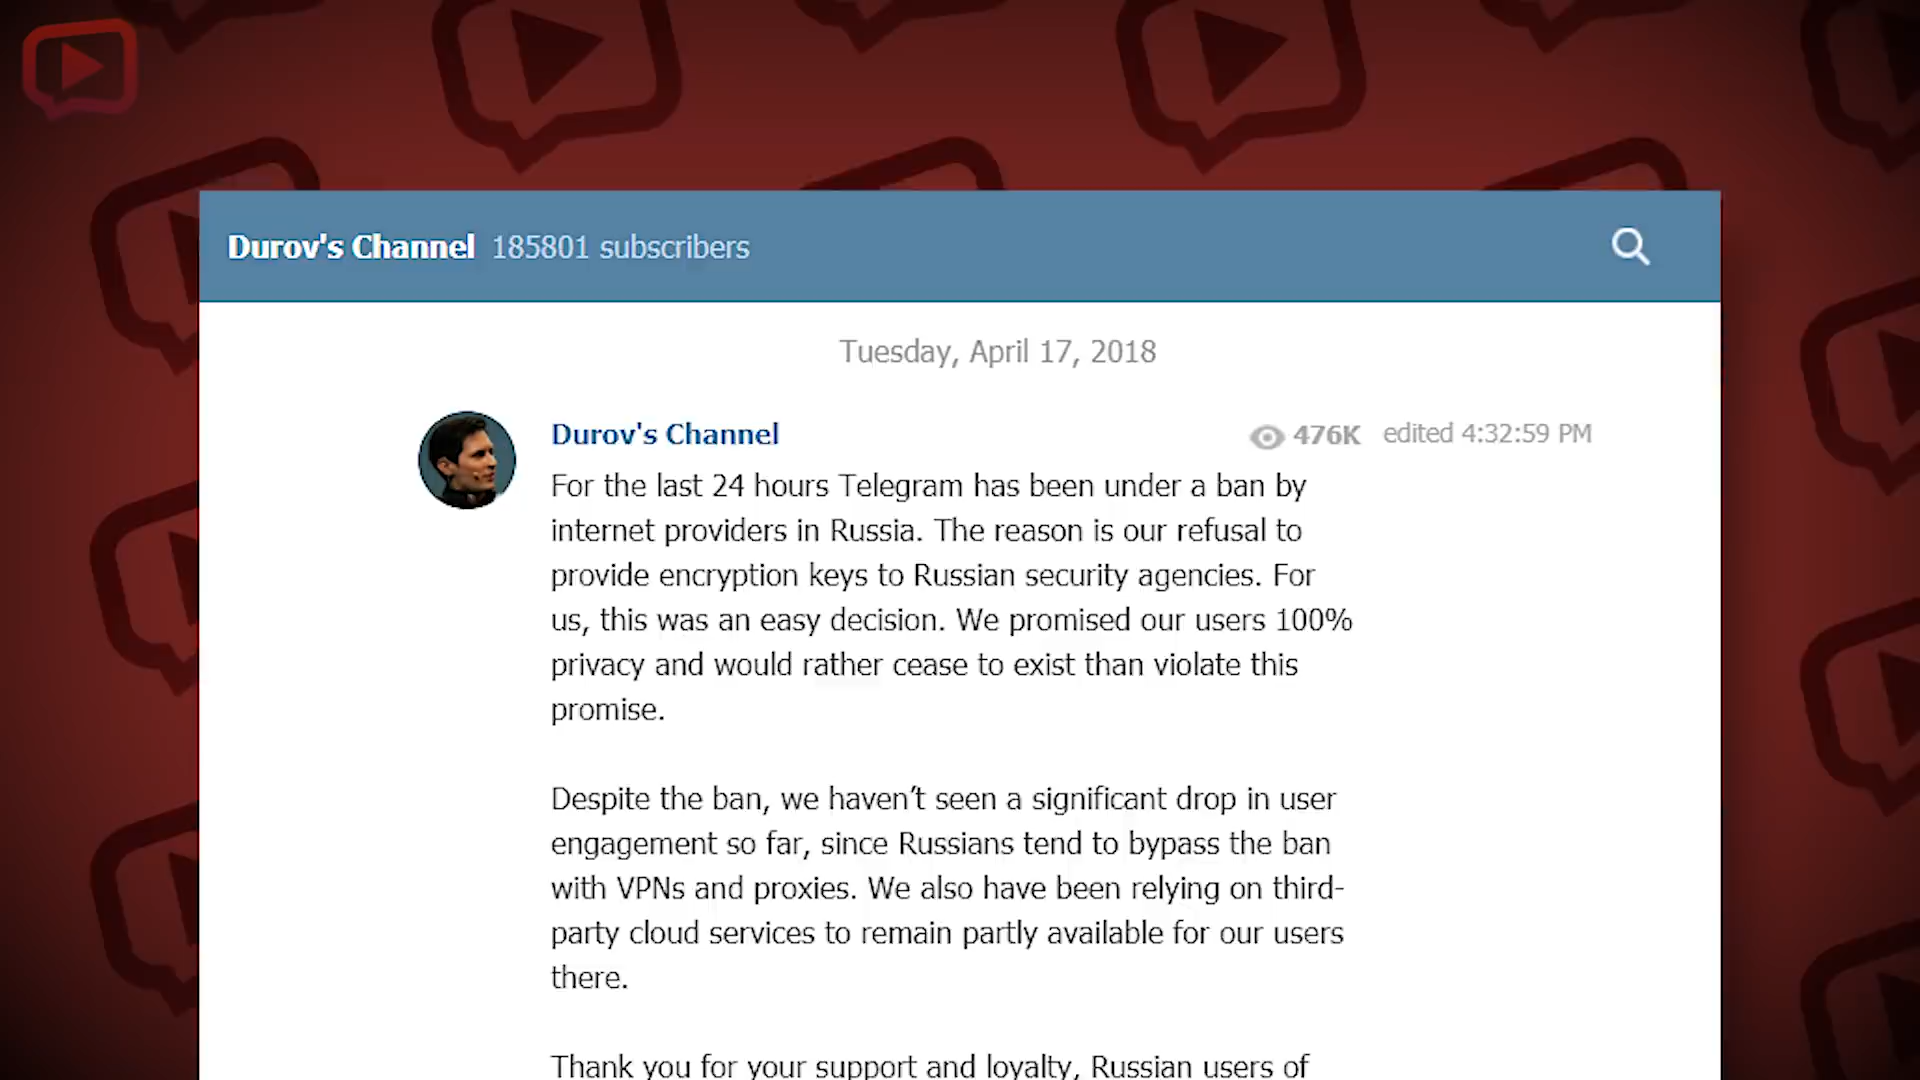 Durov's Channel 185801 subscribers
Tuesday, April 17, 2018
Durov's Channel 476K edited 4:32:59 PM
For the last 24 hours Telegram has been under a ban by
internet providers in Russia. The reason is our refusal to
provide encryption keys to Russian security agencies. For
us, this was an easy decision. We promised our users 100%
privacy and would rather cease to exist than violate this
promise.
Despite the ban, we haven’t seen a significant drop in user
engagement so far, since Russians tend to bypass the ban
with VPNs and proxies. We also have been relying on third-
party cloud services to remain partly available for our users
there.
Thank you for your support and loyalty, Russian users of